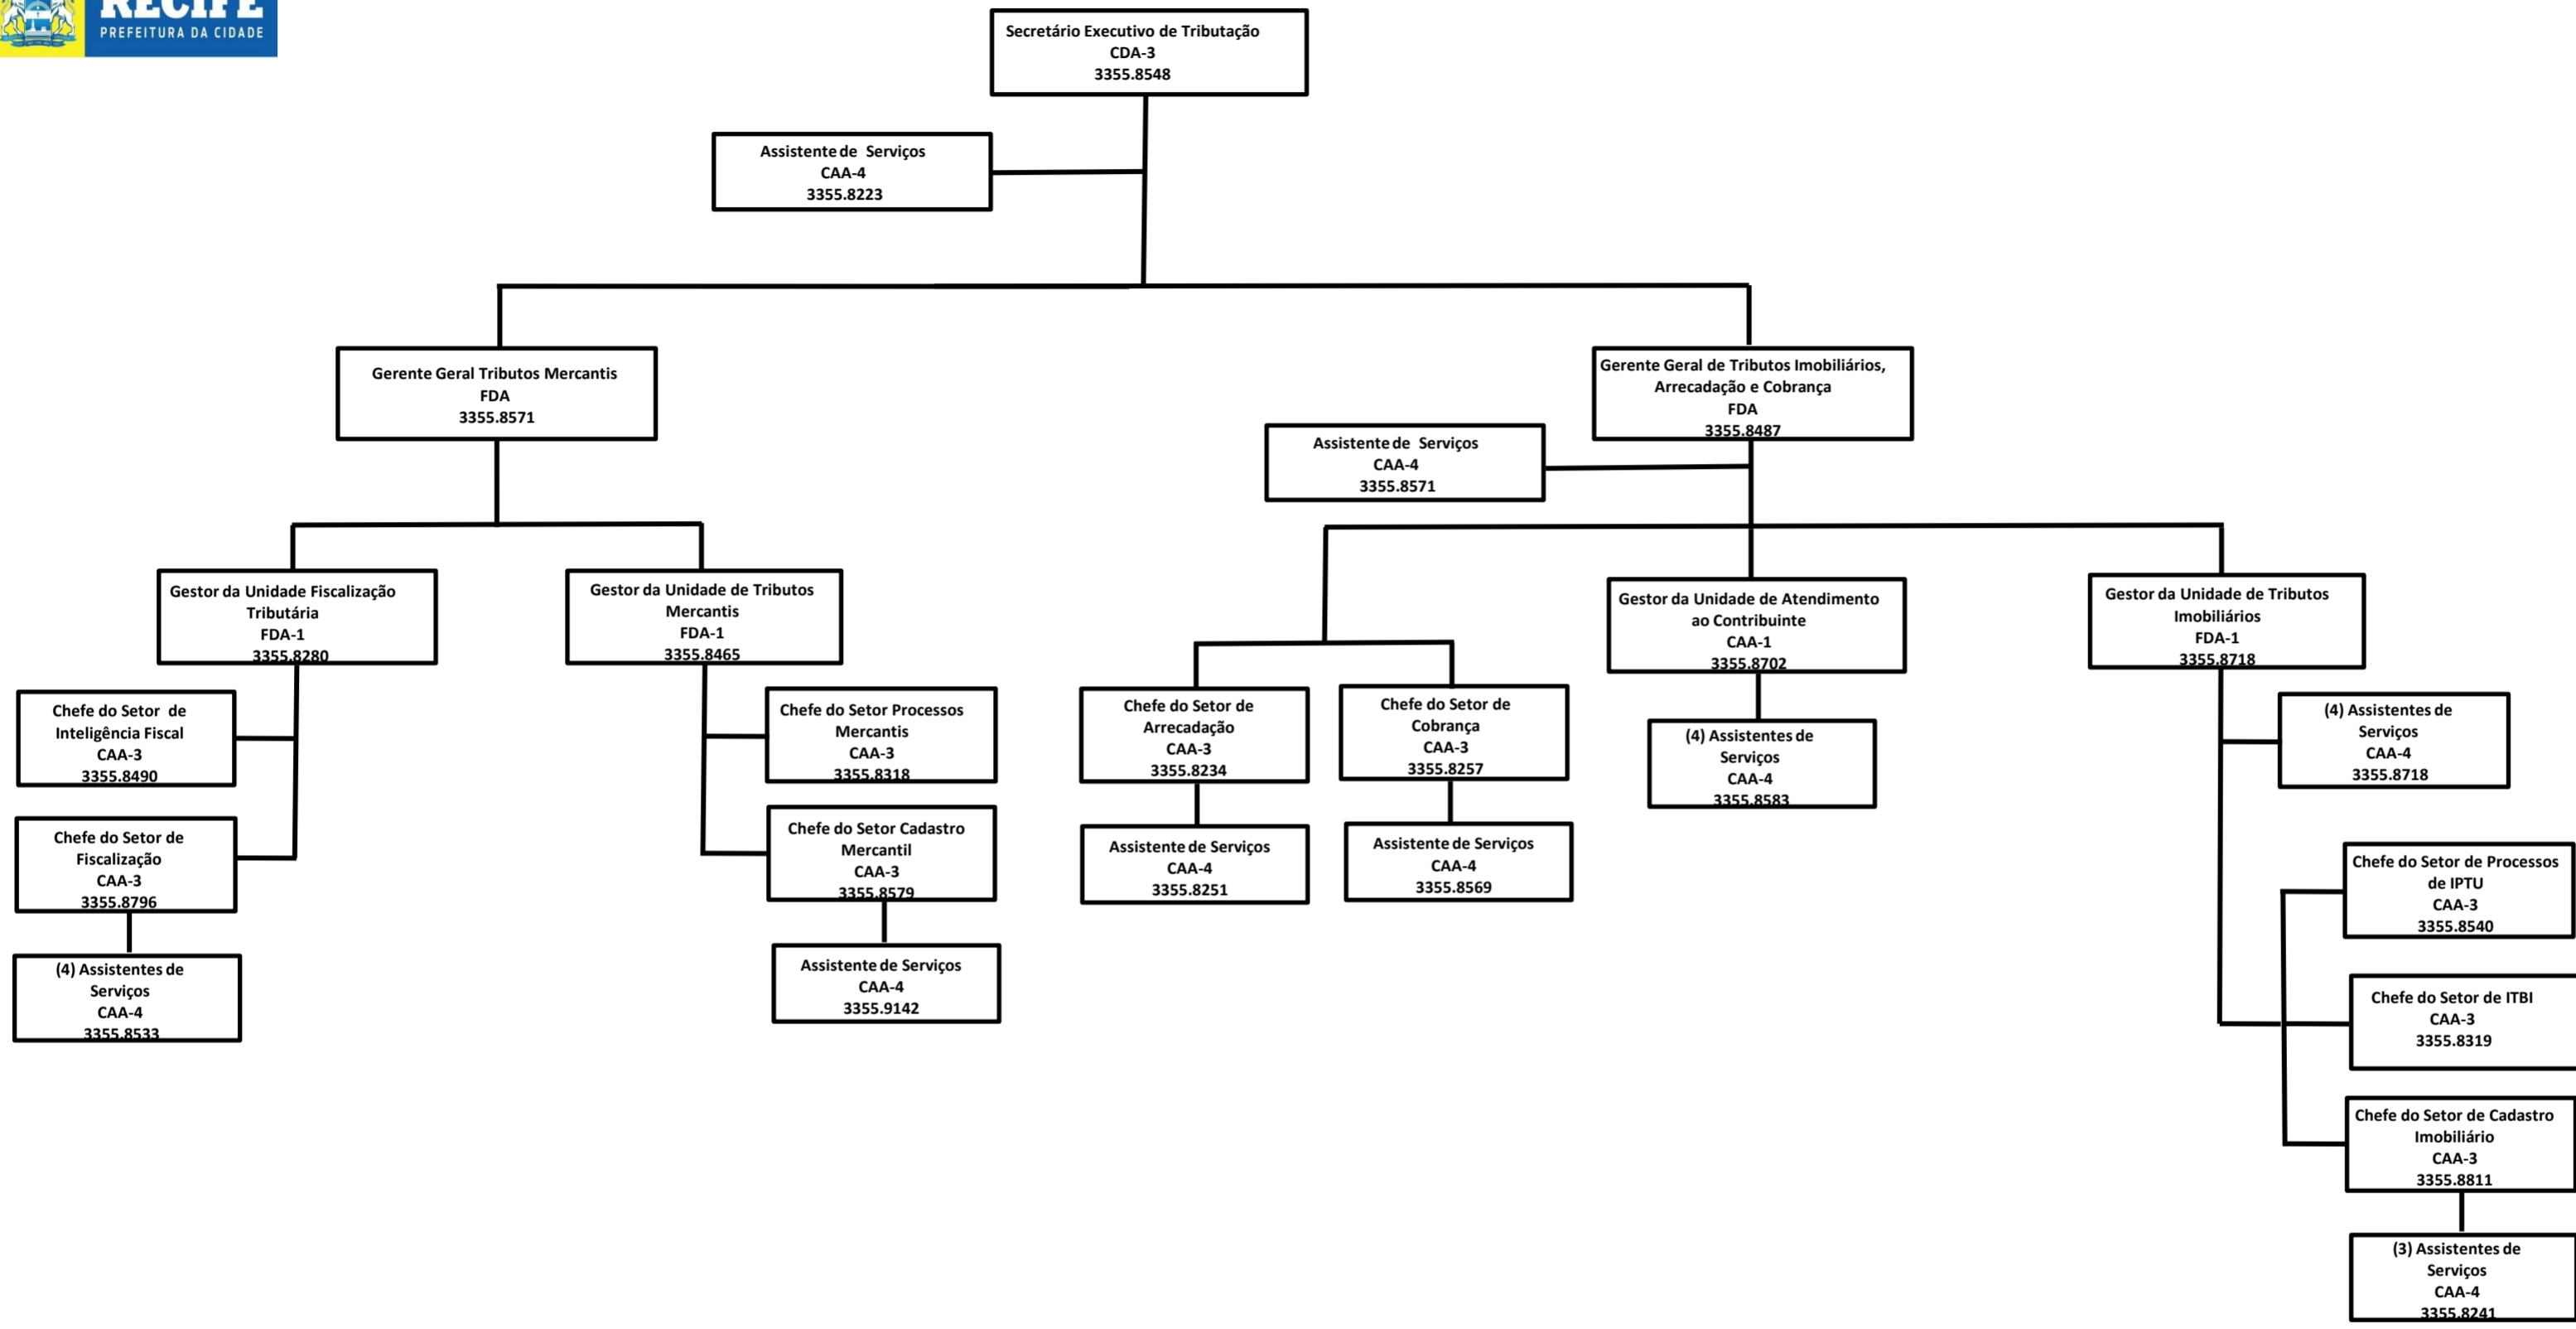 RECIFE
PREFEITURA DA CIDADE
Secretário Executivo de Tributação
CDA-3
3355.8548
Assistente de Serviços
CAA-4
3355.8223
Gerente Geral Tributos Mercantis
FDA
3355.8571
Gerente Geral de Tributos Imobiliários,
Arrecadação e Cobrança
FDA
3355.8487
Assistente de Serviços
CAA-4
3355.8571
Gestor da Unidade Fiscalização
Tributária
FDA-1
3355.8280
Gestor da Unidade de Tributos
Mercantis
FDA-1
3355.8465
Gestor da Unidade de Atendimento
ao Contribuinte
CAA-1
3355.8702
Gestor da Unidade de Tributos
Imobiliários
FDA-1
3355.8718
Chefe do Setor de
Inteligência Fiscal
CAA-3
3355.8490
Chefe do Setor Processos
Mercantis
CAA-3
3355.8318
Chefe do Setor de
Arrecadação
CAA-3
3355.8234
Chefe do Setor de
Cobrança
CAA-3
3355.8257
(4) Assistentes de
Serviços
CAA-4
3355.8583
(4) Assistentes de
Serviços
CAA-4
3355.8718
Chefe do Setor de
Fiscalização
CAA-3
3355.8796
Chefe do Setor Cadastro
Mercantil
CAA-3
3355.8579
Assistente de Serviços
CAA-4
3355.8251
Assistente de Serviços
CAA-4
3355.8569
Chefe do Setor de Processos
de IPTU
CAA-3
3355.8540
(4) Assistentes de
Serviços
CAA-4
3355.8533
Assistente de Serviços
CAA-4
3355.9142
Chefe do Setor de ITBI
CAA-3
3355.8319
Chefe do Setor de Cadastro
Imobiliário
CAA-3
3355.8811
(3) Assistentes de
Serviços
CAA-4
3355.8241